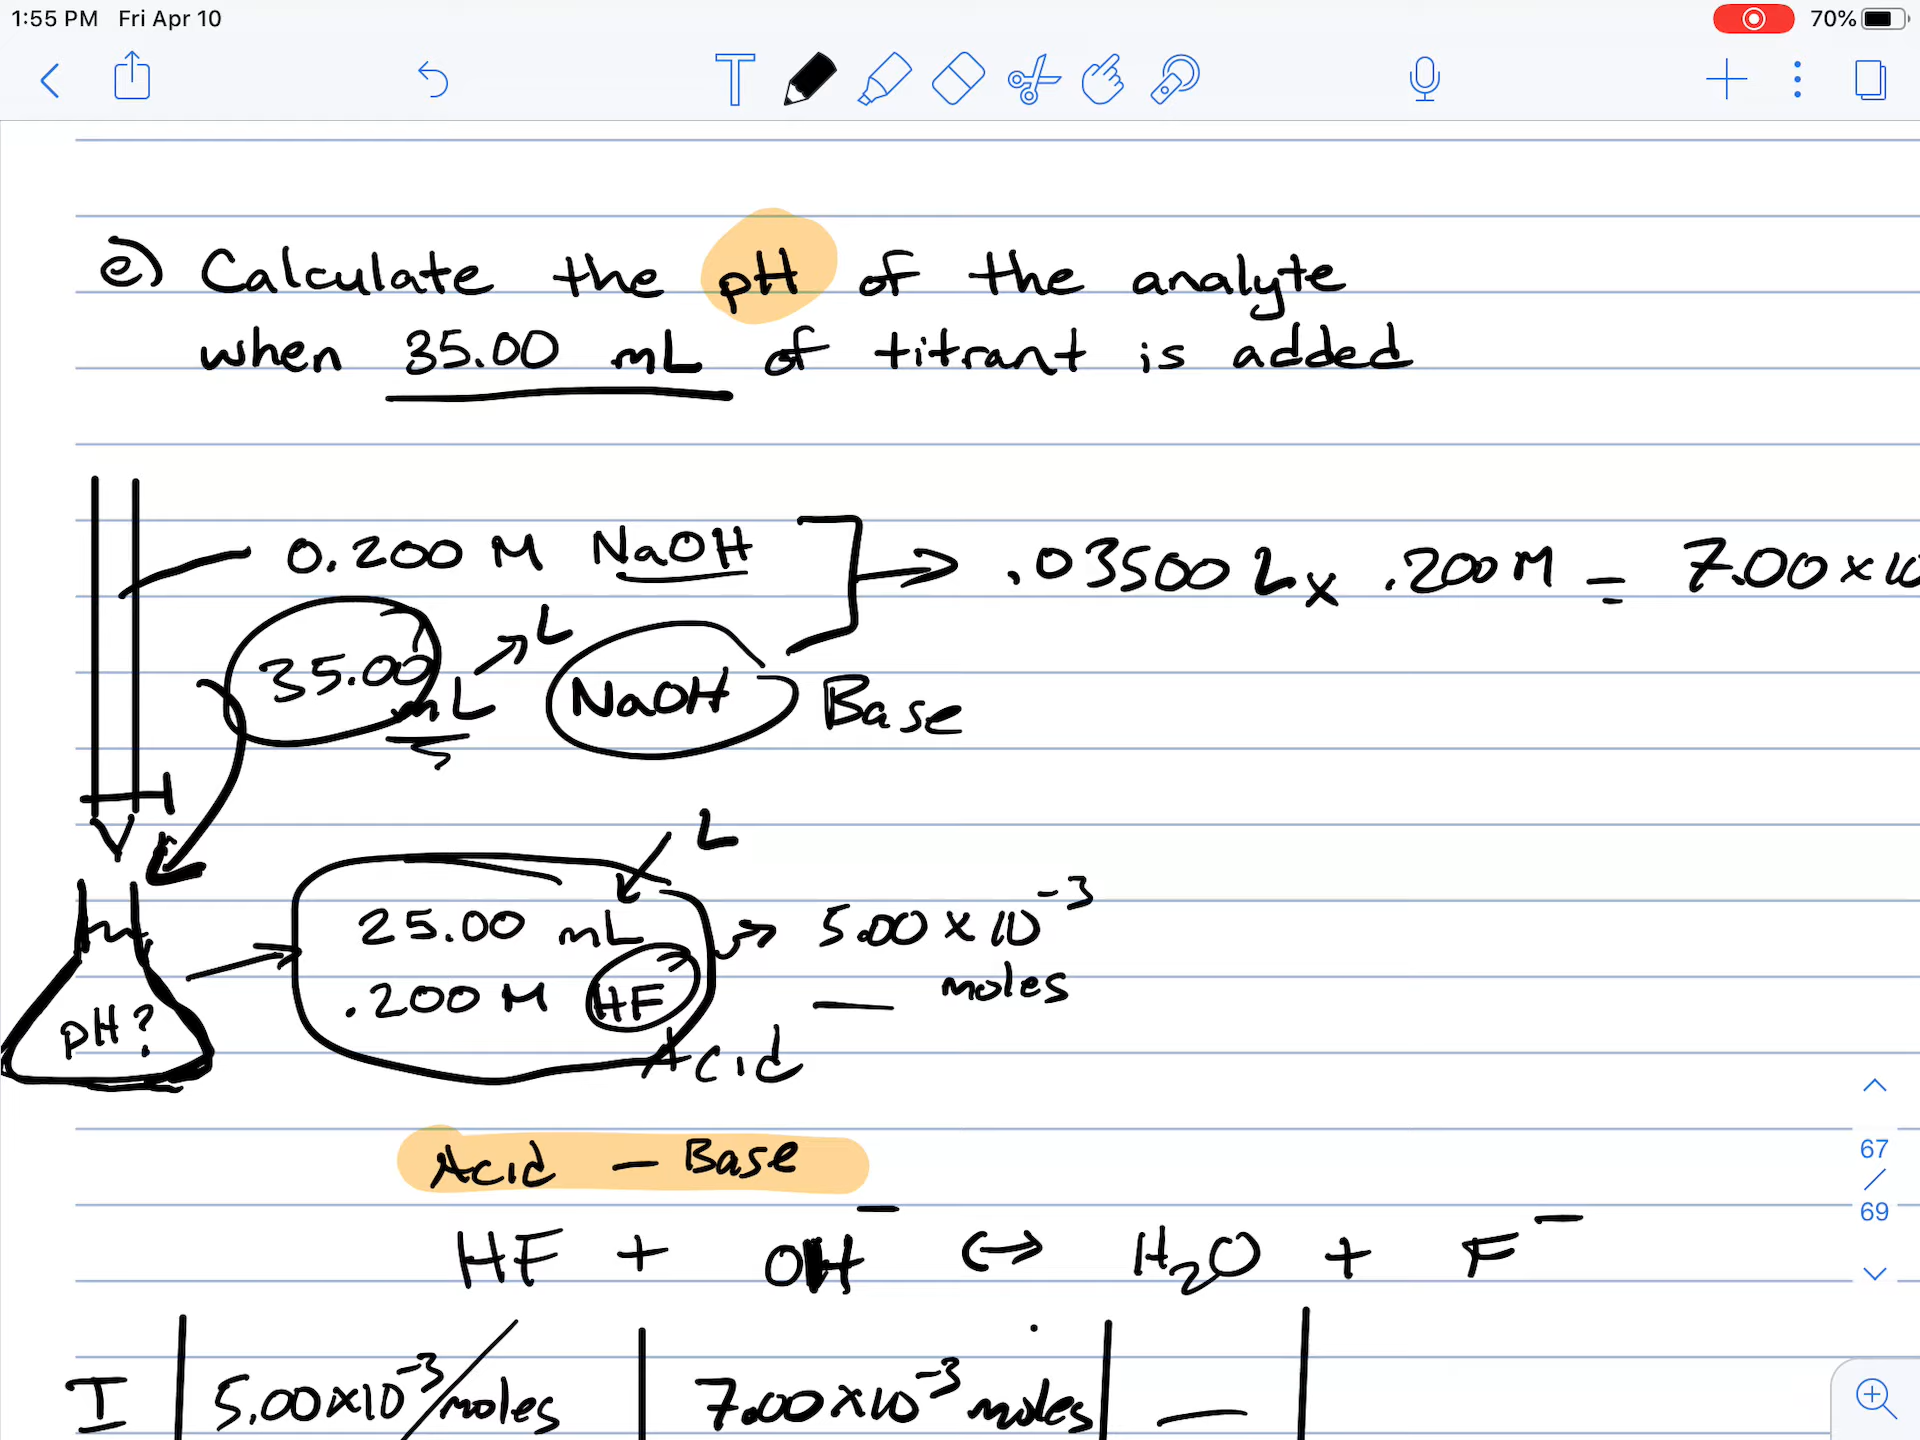 1:55 PM Fri Apr 10 70%
T
e) Calculate the pH of the analyte
when 35.00 mL of titrant is added
0.200 M NaOH → .03500 L x .200 M = 7.00 x 10
35.00 mL → L NaOH Base
L
25.00 mL → 5.00 x 10⁻³
.200 M HF moles
pH?
Acid
Acid – Base
67
/
69
HF + OH⁻ ↔ H₂O + F⁻
I | 5.00x10⁻³ moles | 7.00 x10⁻³ moles | — |